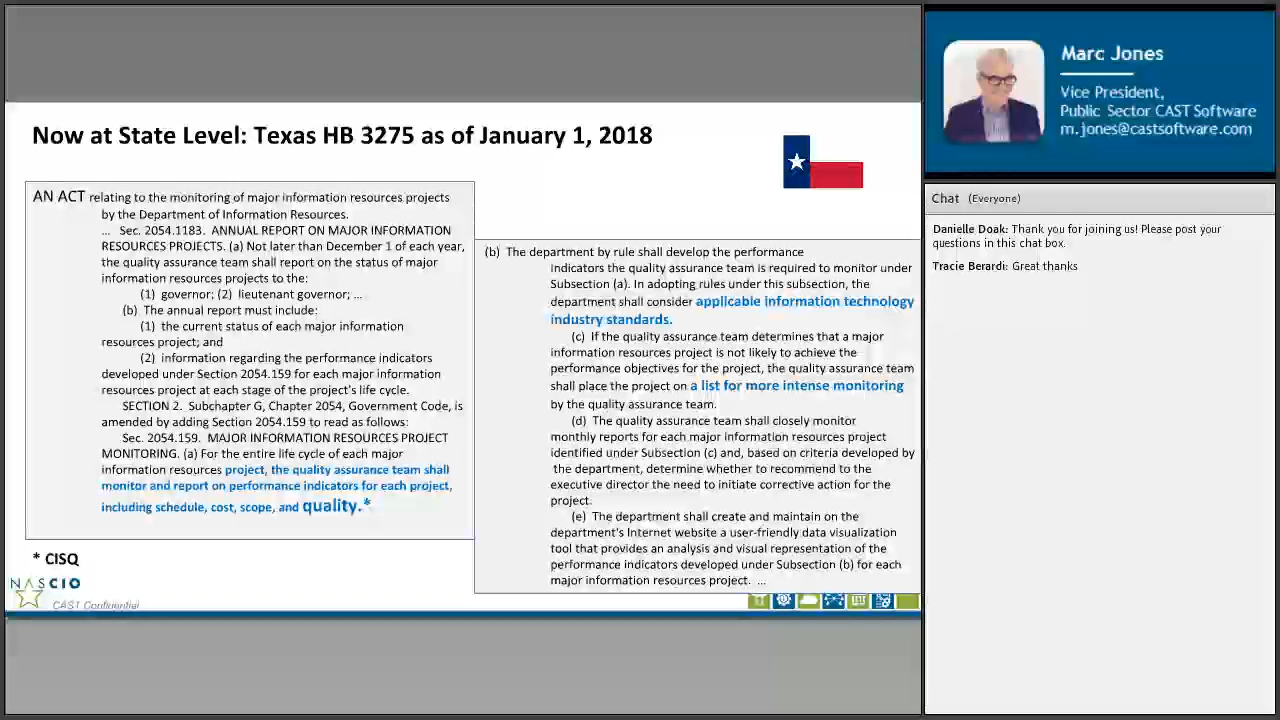 Now at State Level: Texas HB 3275 as of January 1, 2018
AN ACT relating to the monitoring of major information resources projects
by the Department of Information Resources.
... Sec. 2054.1183. ANNUAL REPORT ON MAJOR INFORMATION
RESOURCES PROJECTS. (a) Not later than December 1 of each year,
the quality assurance team shall report on the status of major
information resources projects to the:
(1) governor; (2) lieutenant governor; ...
(b) The annual report must include:
(1) the current status of each major information
resources project; and
(2) information regarding the performance indicators
developed under Section 2054.159 for each major information
resources project at each stage of the project's life cycle.
SECTION 2. Subchapter G, Chapter 2054, Government Code, is
amended by adding Section 2054.159 to read as follows:
Sec. 2054.159. MAJOR INFORMATION RESOURCES PROJECT
MONITORING. (a) For the entire life cycle of each major
information resources project, the quality assurance team shall
monitor and report on performance indicators for each project,
including schedule, cost, scope, and quality.*
* CISQ
NASCIO
CAST Confidential
(b) The department by rule shall develop the performance
indicators the quality assurance team is required to monitor under
Subsection (a). In adopting rules under this subsection, the
department shall consider applicable information technology
industry standards.
(c) If the quality assurance team determines that a major
information resources project is not likely to achieve the
performance objectives for the project, the quality assurance team
shall place the project on a list for more intense monitoring
by the quality assurance team.
(d) The quality assurance team shall closely monitor
monthly reports for each major information resources project
identified under Subsection (c) and, based on criteria developed by
the department, determine whether to recommend to the
executive director the need to initiate corrective action for the
project.
(e) The department shall create and maintain on the
department's Internet website a user-friendly data visualization
tool that provides an analysis and visual representation of the
performance indicators developed under Subsection (b) for each
major information resources project. ...
Marc Jones
Vice President,
Public Sector CAST Software
m.jones@castsoftware.com
Chat (Everyone)
Danielle Doak: Thank you for joining us! Please post your
questions in this chat box.
Tracie Berardi: Great thanks